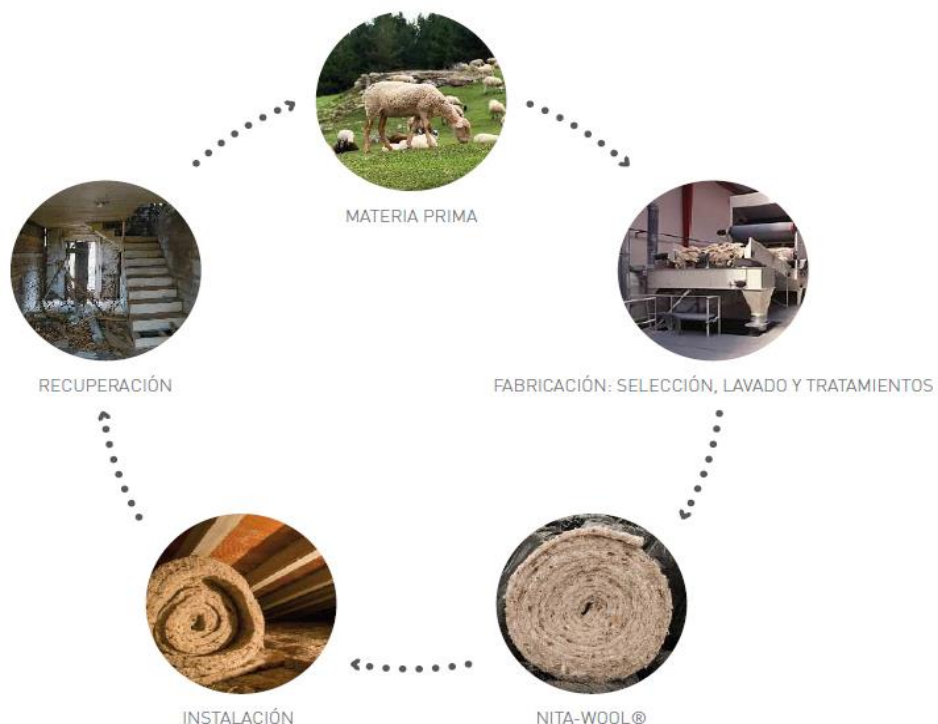 MATERIA PRIMA
RECUPERACIÓN
FABRICACIÓN: SELECCIÓN, LAVADO Y TRATAMIENTOS
INSTALACIÓN
NITA-WOOL®